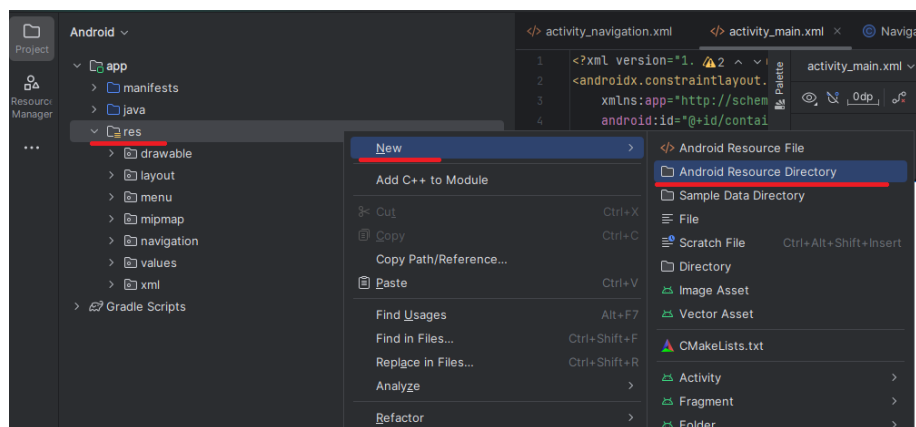 Project
Android
app
manifests
java
res
drawable
layout
menu
mipmap
navigation
values
xml
Gradle Scripts
Resourc
Manager
activity_navigation.xml
activity_main.xml
Naviga
1 <?xml version="1. 2
2 <androidx.constraintlayout.
3 xmlns:app="http://schem
4 android:id="@+id/contai
Palette
activity_main.xml
0dp
New
Add C++ to Module
Cut Ctrl+X
Copy Ctrl+C
Copy Path/Reference...
Paste Ctrl+V
Find Usages Alt+F7
Find in Files... Ctrl+Shift+F
Replace in Files... Ctrl+Shift+R
Analyze
Refactor
Android Resource File
Android Resource Directory
Sample Data Directory
File
Scratch File Ctrl+Alt+Shift+Insert
Directory
Image Asset
Vector Asset
CMakeLists.txt
Activity
Fragment
Folder